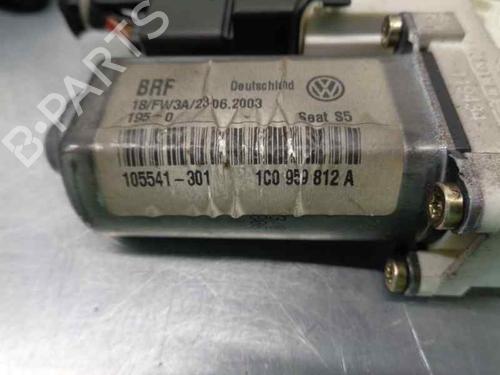 BRF Deutschland
18/FW3A/23-06.2003
195-0 - Seat S5
105541-301 1C0 959 812 A
B-PARTS